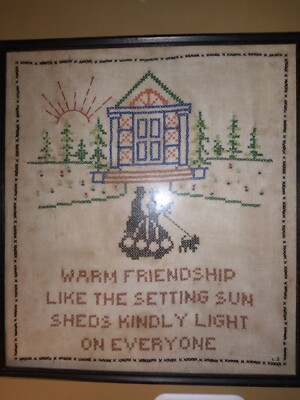 WARM FRIENDSHIP
LIKE THE SETTING SUN
SHEDS KINDLY LIGHT
ON EVERYONE